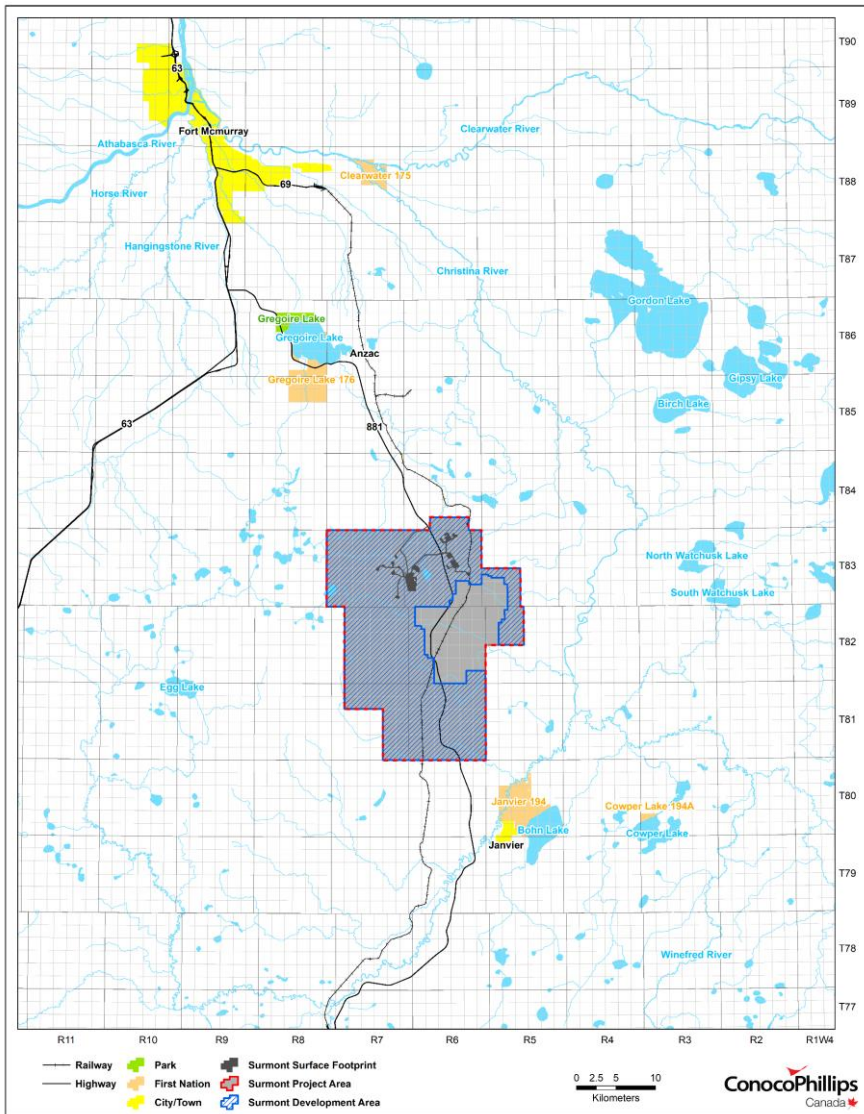 T90
63
T89
Fort Mcmurray
Clearwater River
Athabasca River
Clearwater 175
T88
69
Horse River
Hangingstone River
T87
Christina River
Gordon Lake
Gregoire Lake
T86
Gregoire Lake
Anzac
Gipsy Lake
Gregoire Lake 176
Birch Lake
T85
63
881
T84
North Watchusk Lake
T83
South Watchusk Lake
T82
Egg Lake
T81
T80
Janvier 194
Cowper Lake 194A
Bohn Lake
Cowper Lake
Janvier
T79
Winefred River
T78
T77
R11 R10 R9 R8 R7 R6 R5 R4 R3 R2 R1W4
Railway
Park
Surmont Surface Footprint
Highway
First Nation
Surmont Project Area
City/Town
Surmont Development Area
0 2.5 5 10
Kilometers
ConocoPhillips
Canada